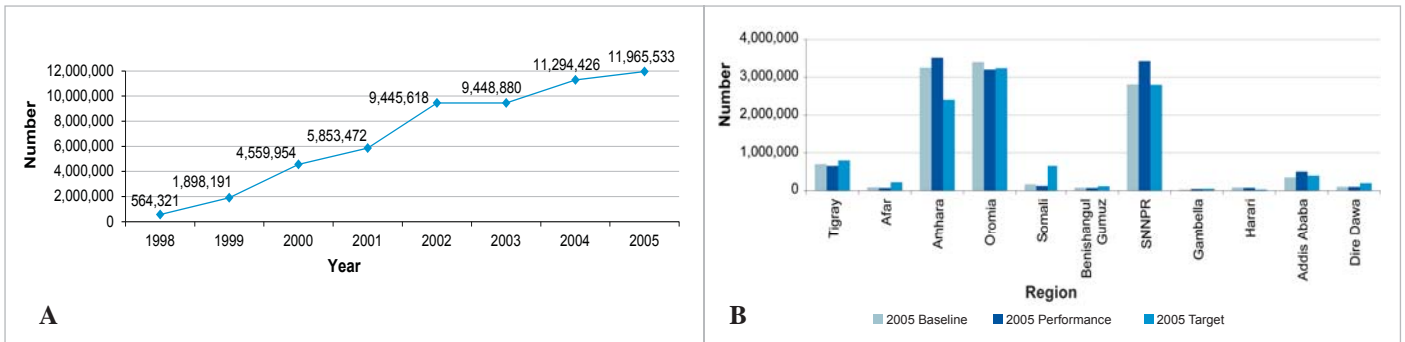 12,000,000
10,000,000
8,000,000
6,000,000
4,000,000
2,000,000
0
Number
564,321
1,898,191
4,559,954
5,853,472
9,445,618
9,448,880
11,294,426
11,965,533
1998 1999 2000 2001 2002 2003 2004 2005
Year
A
4,000,000
3,000,000
2,000,000
1,000,000
0
Number
Tigray
Afar
Amhara
Oromia
Somali
Benishangul
Gumuz
SNNPR
Gambella
Harari
Addis Ababa
Dire Dawa
Region
2005 Baseline 2005 Performance 2005 Target
B